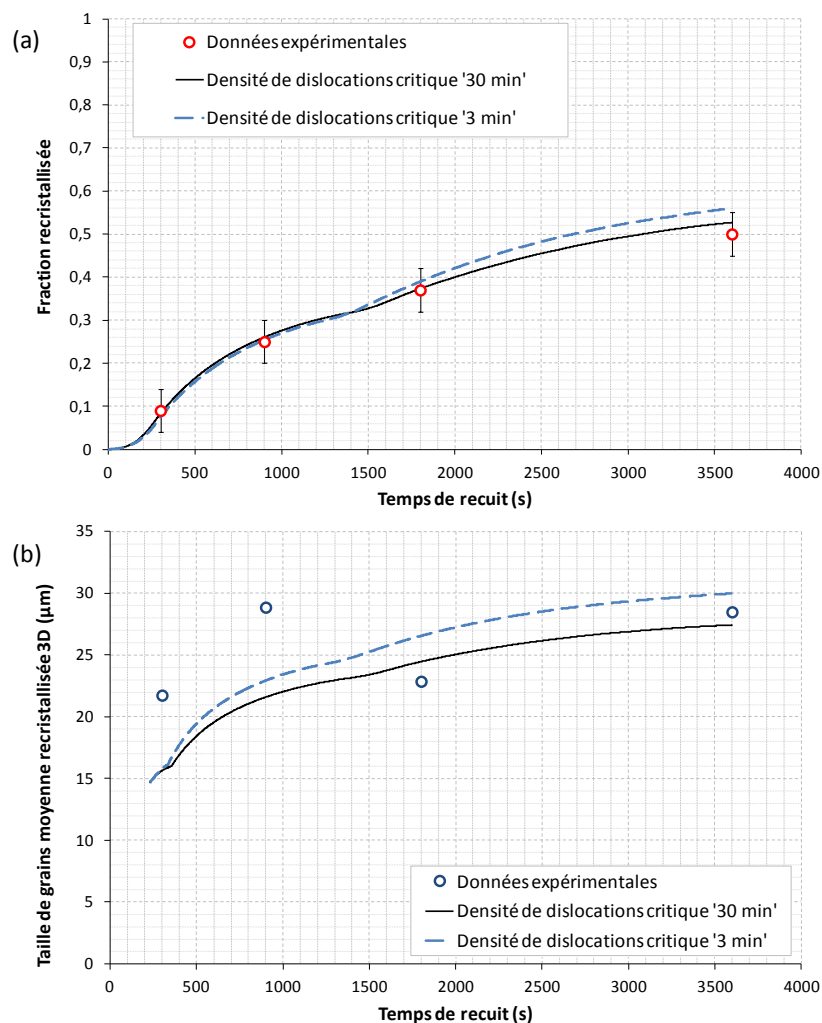 (a)
1
0,9
0,8
0,7
0,6
0,5
0,4
0,3
0,2
0,1
0
Fraction recristallisée
Données expérimentales
Densité de dislocations critique '30 min'
Densité de dislocations critique '3 min'
0 500 1000 1500 2000 2500 3000 3500 4000
Temps de recuit (s)
(b)
35
30
25
20
15
10
5
0
Taille de grains moyenne recristallisée 3D (µm)
Données expérimentales
Densité de dislocations critique '30 min'
Densité de dislocations critique '3 min'
0 500 1000 1500 2000 2500 3000 3500 4000
Temps de recuit (s)